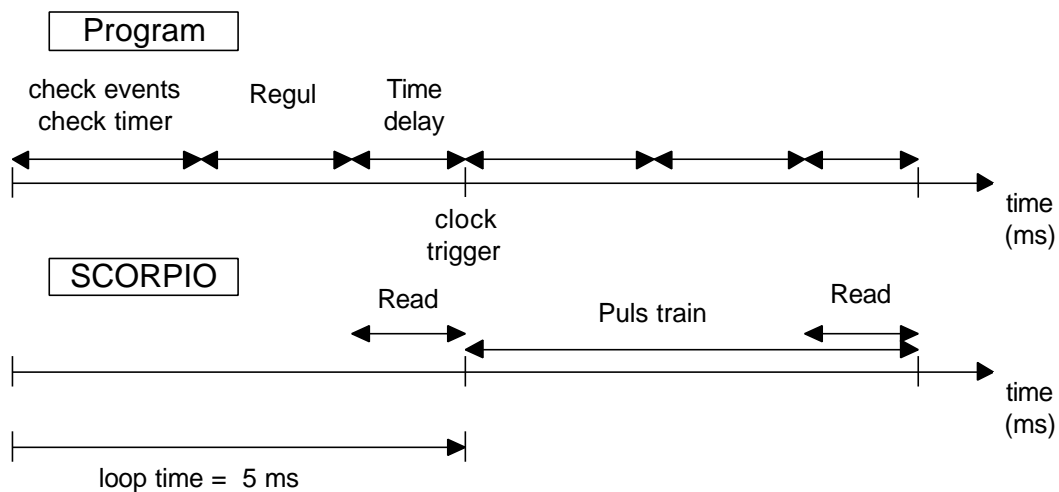 Program
check events
check timer
Regul
Time
delay
time
(ms)
clock
trigger
SCORPIO
Read
Puls train
Read
time
(ms)
loop time = 5 ms